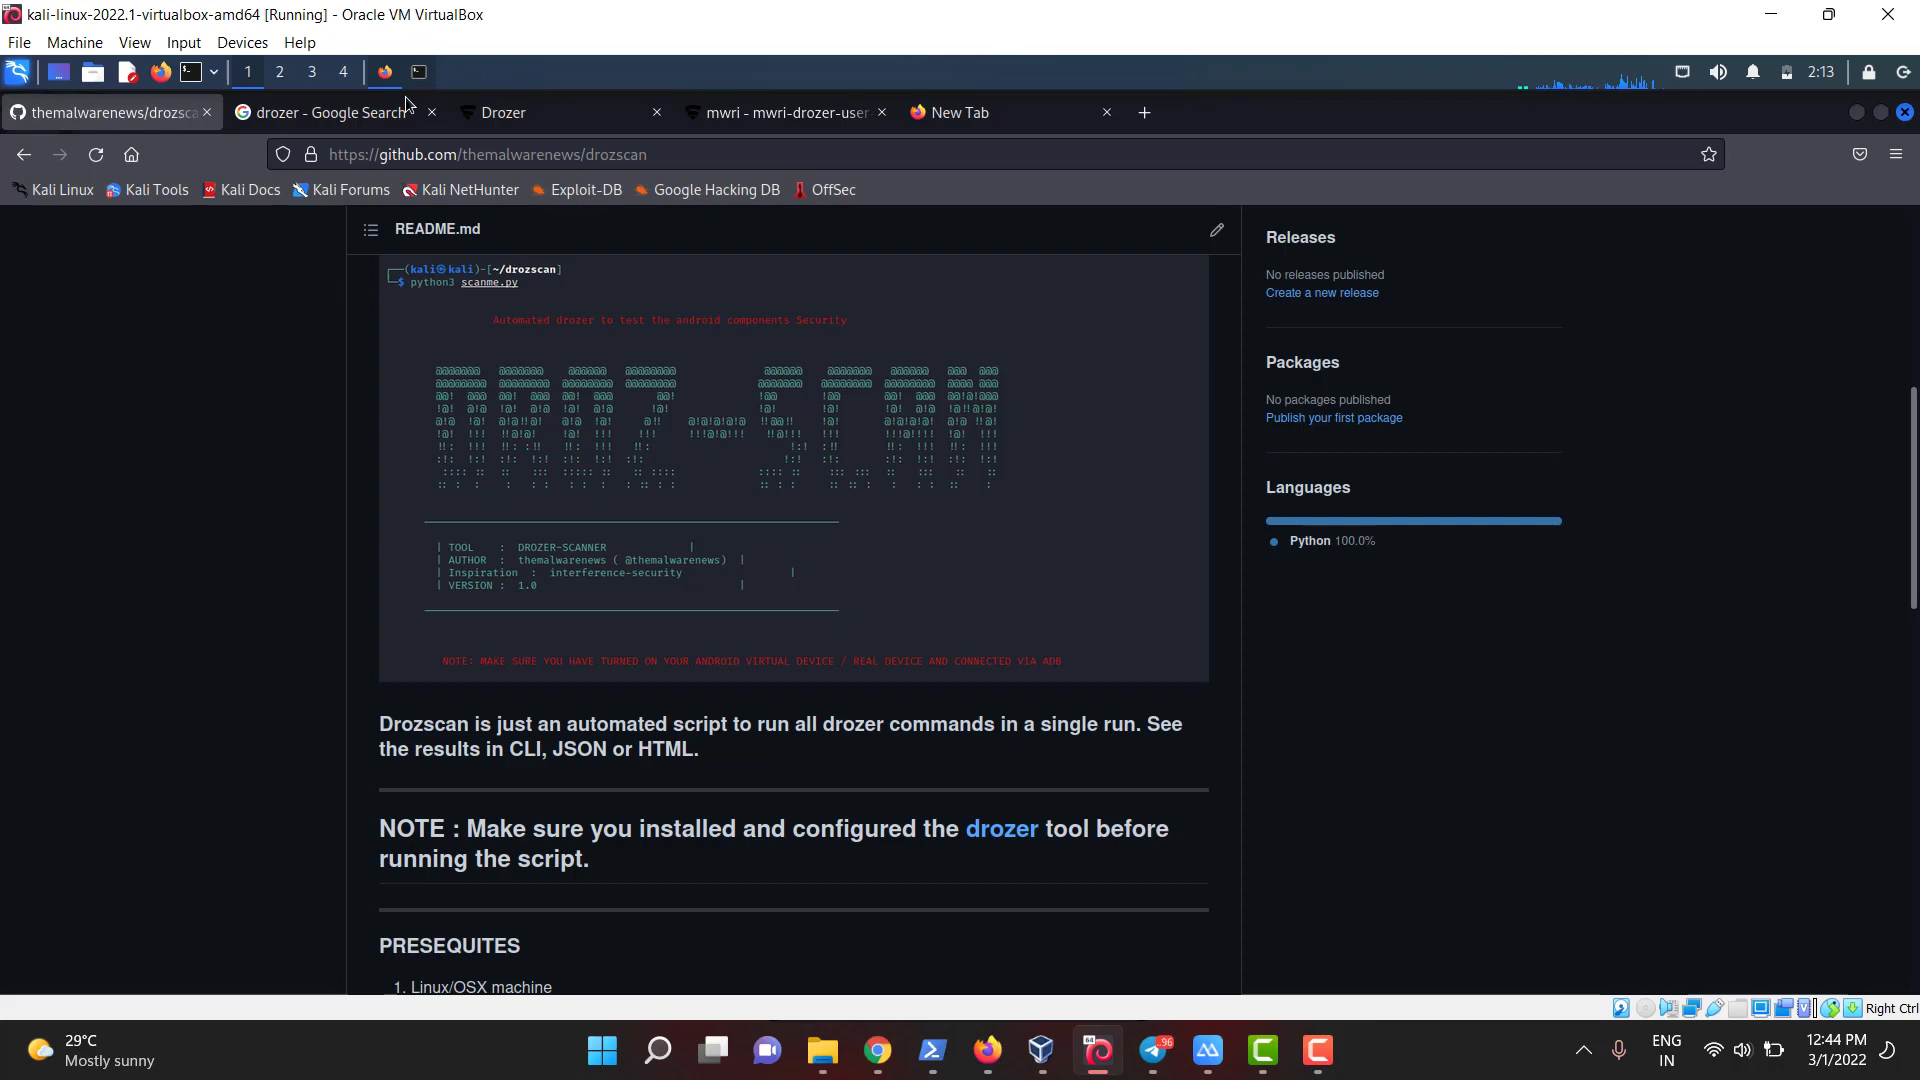 kali-linux-2022.1-virtualbox-amd64 [Running] - Oracle VM VirtualBox
File Machine View Input Devices Help
1 2 3 4 2:13
themalwarenews/drozsca drozer - Google Search Drozer mwri - mwri-drozer-user- New Tab
https://github.com/themalwarenews/drozscan
Kali Linux Kali Tools Kali Docs Kali Forums Kali NetHunter Exploit-DB Google Hacking DB OffSec
README.md
(kali㉿kali)-[~/drozscan]
$ python3 scanme.py
Automated drozer to test the android components Security
| TOOL : DROZER-SCANNER |
| AUTHOR : themalwarenews ( @themalwarenews) |
| Inspiration : interference-security |
| VERSION : 1.0 |
NOTE: MAKE SURE YOU HAVE TURNED ON YOUR ANDROID VIRTUAL DEVICE / REAL DEVICE AND CONNECTED VIA ADB
Drozscan is just an automated script to run all drozer commands in a single run. See
the results in CLI, JSON or HTML.
NOTE : Make sure you installed and configured the drozer tool before
running the script.
PRESEQUITES
1. Linux/OSX machine
Releases
No releases published
Create a new release
Packages
No packages published
Publish your first package
Languages
Python 100.0%
Right Ctrl
29°C
Mostly sunny
64
96
ENG
IN
12:44 PM
3/1/2022